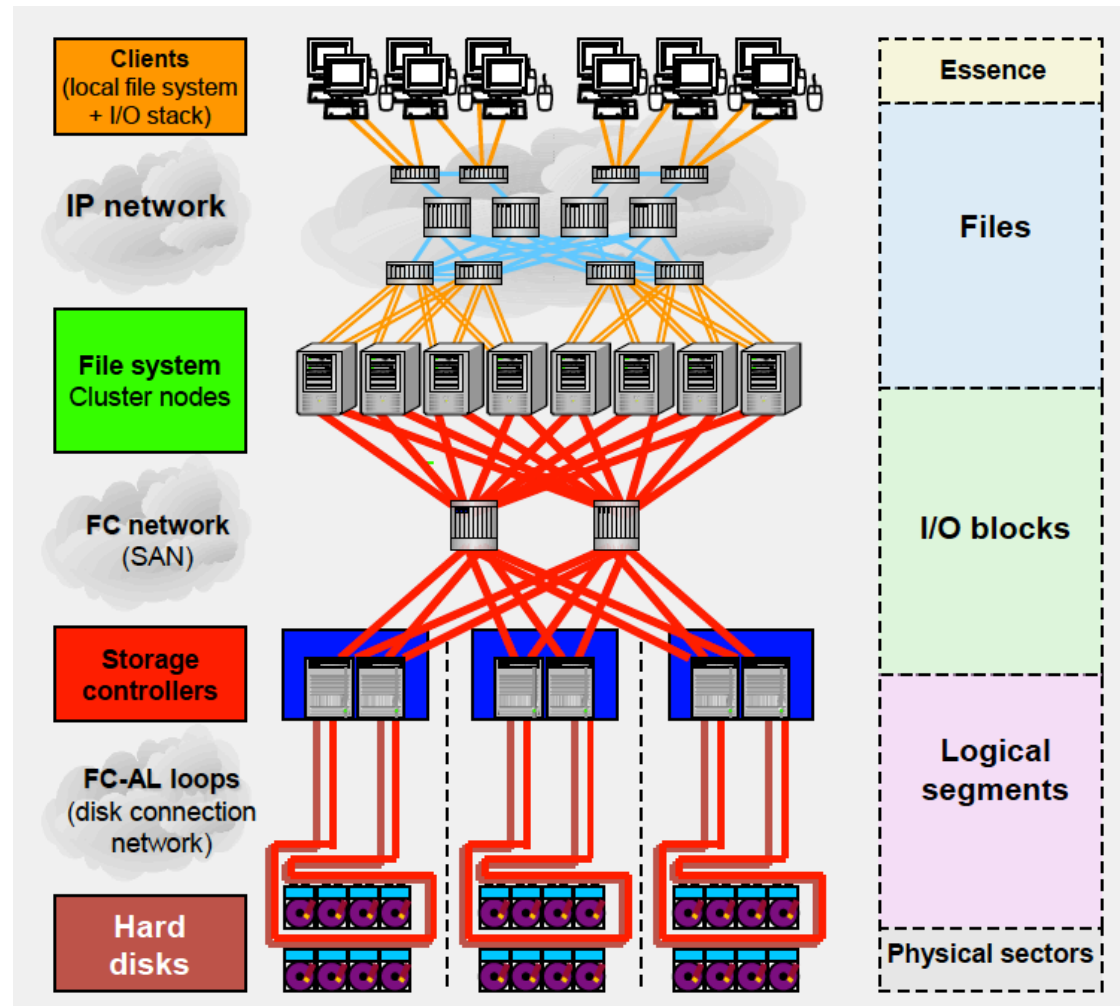 Clients
(local file system
+ I/O stack)
IP network
File system
Cluster nodes
FC network
(SAN)
Storage
controllers
FC-AL loops
(disk connection
network)
Hard
disks
Essence
Files
I/O blocks
Logical
segments
Physical sectors